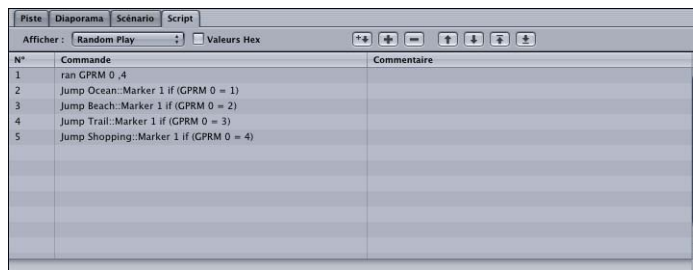 Piste Diaporama Scénario Script
Afficher : Random Play Valeurs Hex
N° Commande Commentaire
1 ran GPRM 0 ,4
2 Jump Ocean::Marker 1 if (GPRM 0 = 1)
3 Jump Beach::Marker 1 if (GPRM 0 = 2)
4 Jump Trail::Marker 1 if (GPRM 0 = 3)
5 Jump Shopping::Marker 1 if (GPRM 0 = 4)